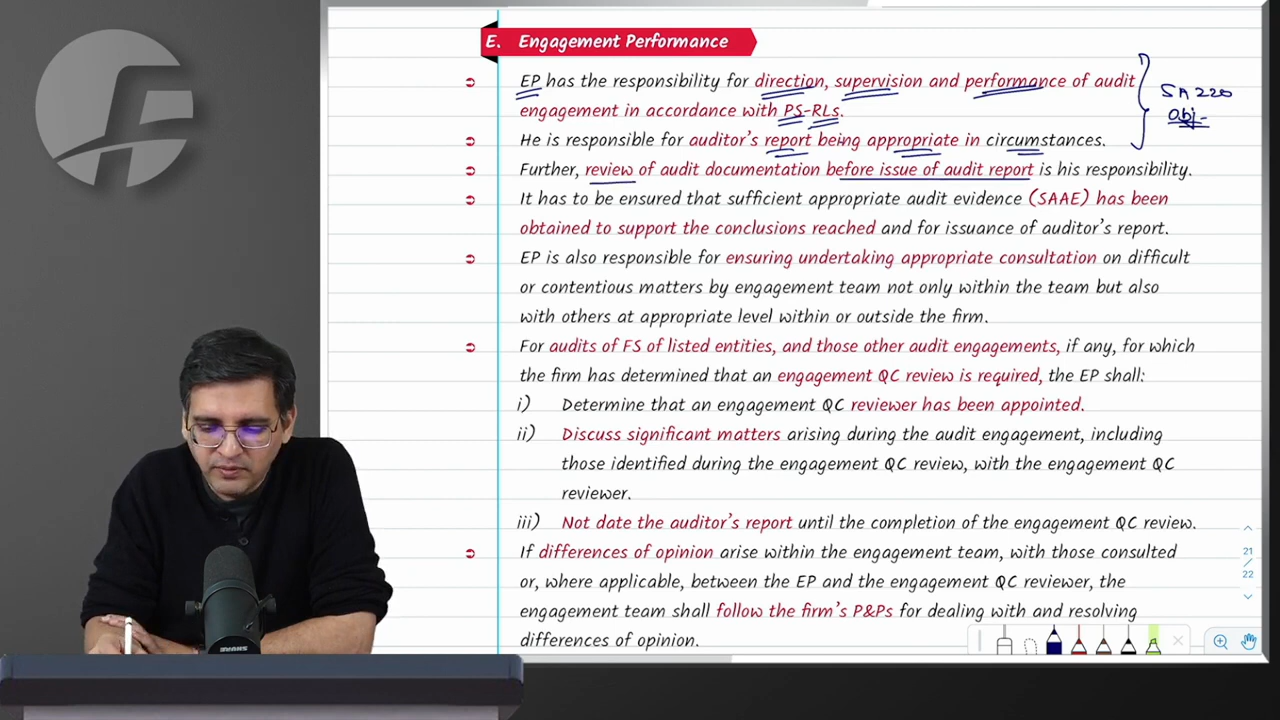 E. Engagement Performance
EP has the responsibility for direction, supervision and performance of audit
engagement in accordance with PS-RLs.
SA 220
Obj.
He is responsible for auditor's report being appropriate in circumstances.
Further, review of audit documentation before issue of audit report is his responsibility.
It has to be ensured that sufficient appropriate audit evidence (SAAE) has been
obtained to support the conclusions reached and for issuance of auditor's report.
EP is also responsible for ensuring undertaking appropriate consultation on difficult
or contentious matters by engagement team not only within the team but also
with others at appropriate level within or outside the firm.
For audits of FS of listed entities, and those other audit engagements, if any, for which
the firm has determined that an engagement QC review is required, the EP shall:
i) Determine that an engagement QC reviewer has been appointed.
ii) Discuss significant matters arising during the audit engagement, including
those identified during the engagement QC review, with the engagement QC
reviewer.
iii) Not date the auditor's report until the completion of the engagement QC review.
If differences of opinion arise within the engagement team, with those consulted
or, where applicable, between the EP and the engagement QC reviewer, the
engagement team shall follow the firm's P&Ps for dealing with and resolving
differences of opinion.
21
/
22
SHURE